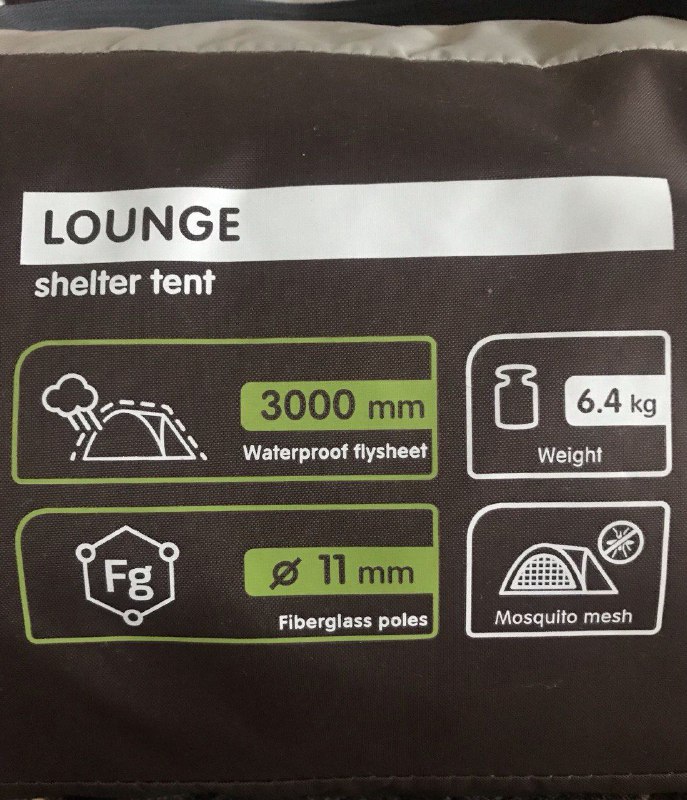 LOUNGE
shelter tent
3000 mm
Waterproof flysheet
6.4 kg
Weight
Fg
Ø 11 mm
Fiberglass poles
Mosquito mesh